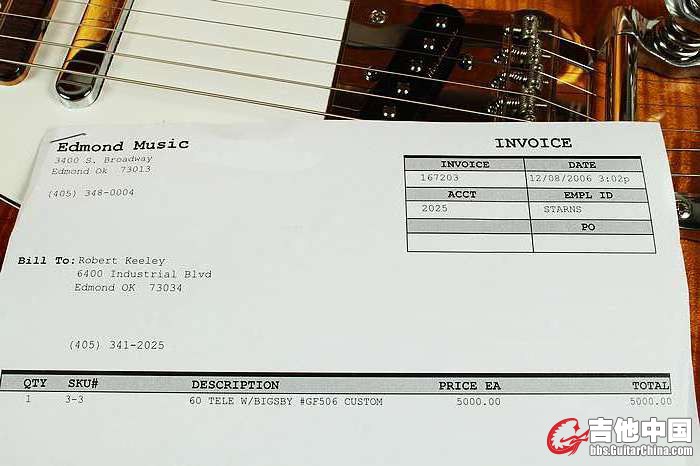 Edmond Music
3400 S. Broadway
Edmond Ok 73013
(405) 348-0004
INVOICE
INVOICE DATE
167203 12/08/2006 3:02p
ACCT EMPL ID
2025 STARNS
PO
Bill To: Robert Keeley
6400 Industrial Blvd
Edmond OK 73034
(405) 341-2025
QTY SKU# DESCRIPTION PRICE EA TOTAL
1 3-3 60 TELE W/BIGSBY #GF506 CUSTOM 5000.00 5000.00
吉他中国
bbs.GuitarChina.com